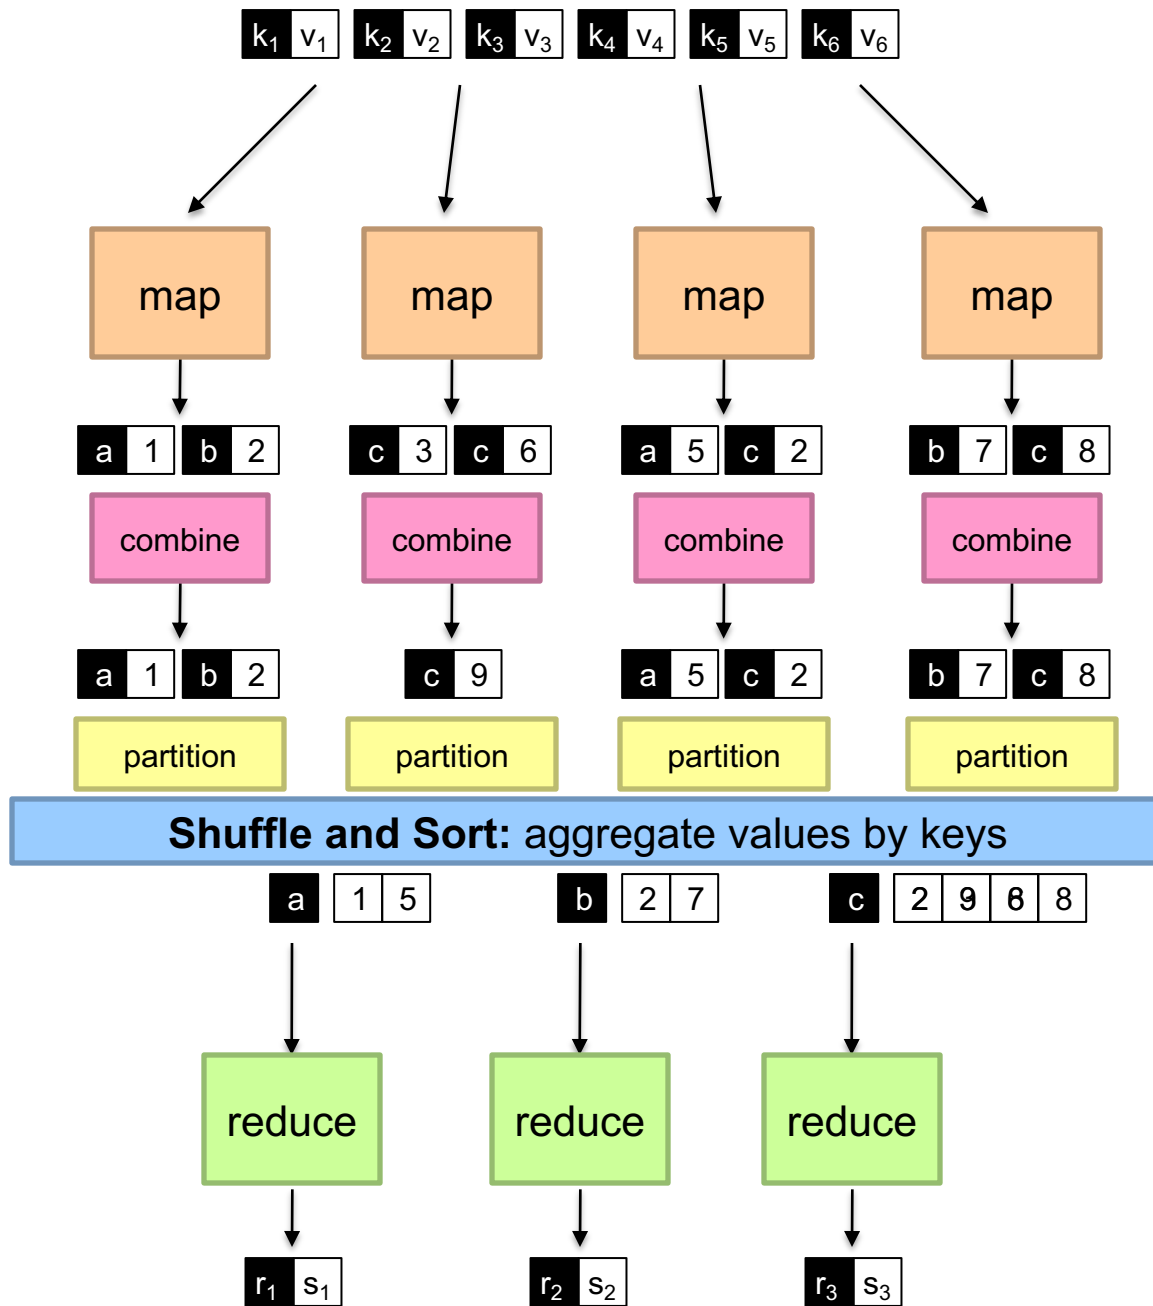 k1 v1 k2 v2 k3 v3 k4 v4 k5 v5 k6 v6
map map map map
a 1 b 2 c 3 c 6 a 5 c 2 b 7 c 8
combine combine combine combine
a 1 b 2 c 9 a 5 c 2 b 7 c 8
partition partition partition partition
Shuffle and Sort: aggregate values by keys
a 1 5 b 2 7 c 2 8
reduce reduce reduce
r1 s1 r2 s2 r3 s3